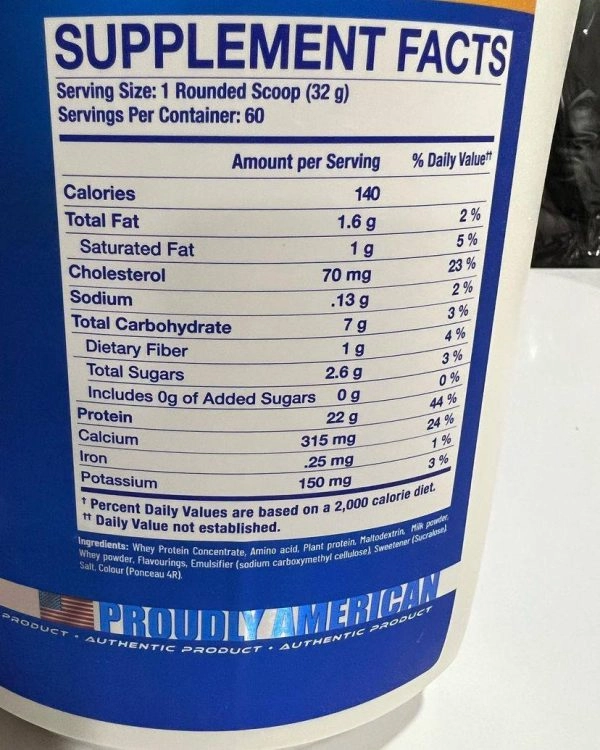 SUPPLEMENT FACTS
Serving Size: 1 Rounded Scoop (32 g)
Servings Per Container: 60
Amount per Serving % Daily Value††
Calories 140
Total Fat 1.6 g 2 %
Saturated Fat 1 g 5 %
Cholesterol 70 mg 23 %
Sodium .13 g 2 %
Total Carbohydrate 7 g 3 %
Dietary Fiber 1 g 4 %
Total Sugars 2.6 g 3 %
Includes 0g of Added Sugars 0 g 0 %
Protein 22 g 44 %
Calcium 315 mg 24 %
Iron .25 mg 1 %
Potassium 150 mg 3 %
† Percent Daily Values are based on a 2,000 calorie diet.
†† Daily Value not established.
Ingredients: Whey Protein Concentrate, Amino acid, Plant protein, Maltodextrin, Milk powder,
Whey powder, Flavourings, Emulsifier (sodium carboxymethyl cellulose), Sweetener (Sucralose),
Salt, Colour (Ponceau 4R).
PROUDLY AMERICAN
PRODUCT • AUTHENTIC PRODUCT • AUTHENTIC PRODUCT